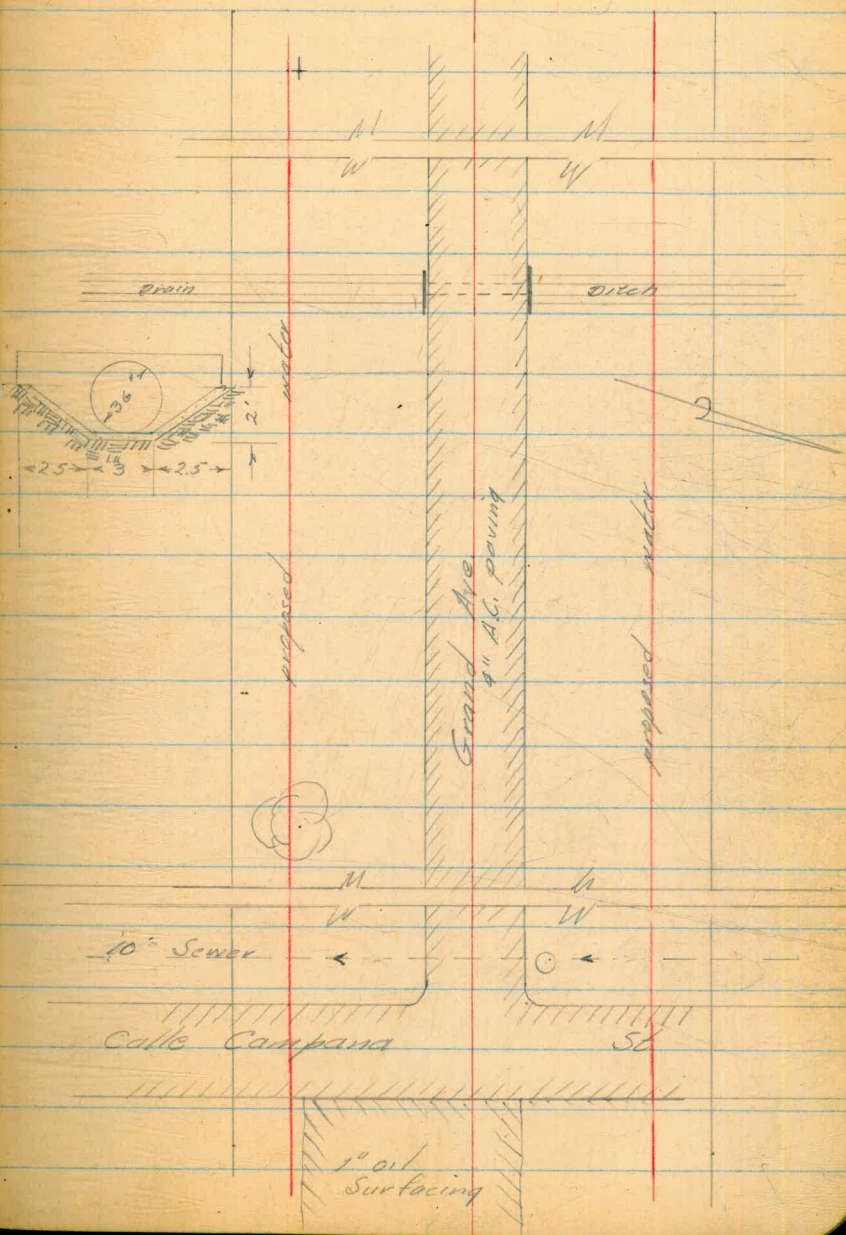 M M
W W
Drain Ditch
36"
2'
2.5 3 2.5
proposed water
Grand Ave.
4" A.C. paving
proposed water
M
W W
10" Sewer
Calle Campana St
1" oil
Surfacing